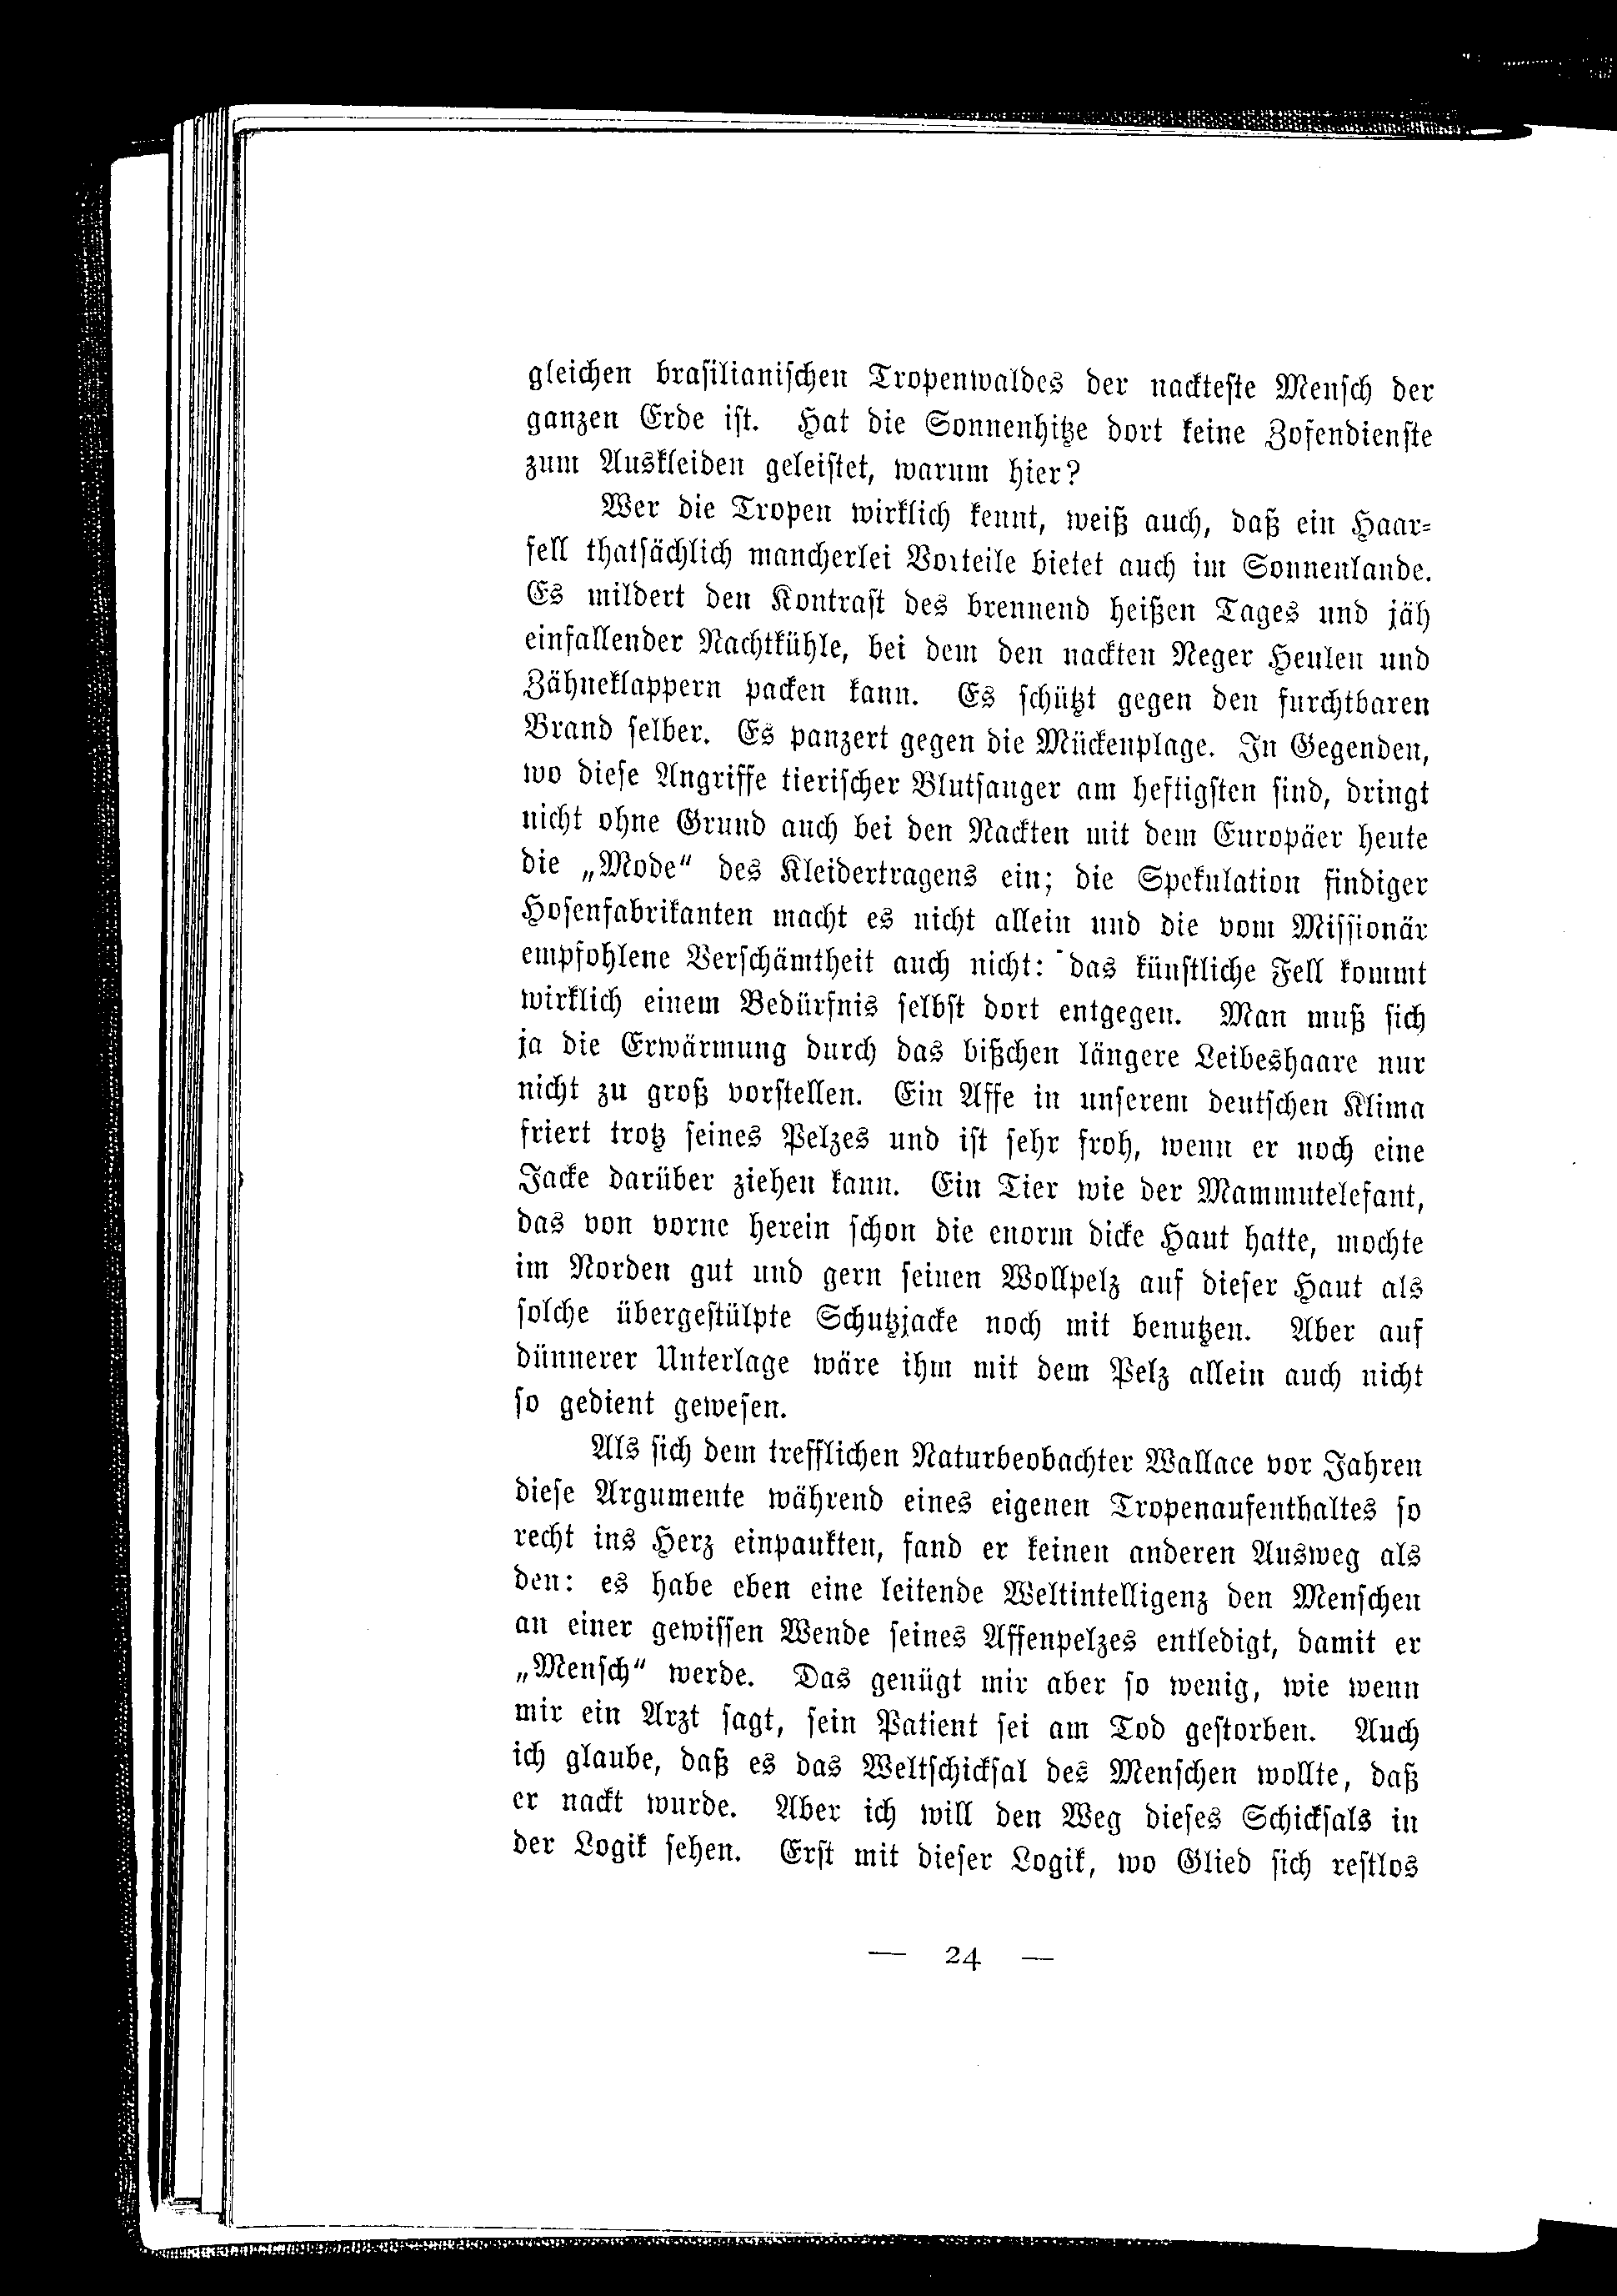 gleichen brasilianischen Tropenwaldes der nackteste Mensch der
ganzen Erde ist. Hat die Sonnenhitze dort keine Zofendienste
zum Auskleiden geleistet, warum hier?
Wer die Tropen wirklich kennt, weiß auch, daß ein Haar-
fell thatsächlich mancherlei Vorteile bietet auch im Sonnenlande.
Es mildert den Kontrast des brennend heißen Tages und jäh
einfallender Nachtkühle, bei dem den nackten Neger Heulen und
Zähneklappern packen kann. Es schützt gegen den furchtbaren
Brand selber. Es panzert gegen die Mückenplage. In Gegenden,
wo diese Angriffe tierischer Blutsauger am heftigsten sind, dringt
nicht ohne Grund auch bei den Nackten mit dem Europäer heute
die „Mode“ des Kleidertragens ein; die Spekulation findiger
Hosenfabrikanten macht es nicht allein und die vom Missionär
empfohlene Verschämtheit auch nicht: das künstliche Fell kommt
wirklich einem Bedürfnis selbst dort entgegen. Man muß sich
ja die Erwärmung durch das bißchen längere Leibeshaare nur
nicht zu groß vorstellen. Ein Affe in unserem deutschen Klima
friert trotz seines Pelzes und ist sehr froh, wenn er noch eine
Jacke darüber ziehen kann. Ein Tier wie der Mammutelefant,
das von vorne herein schon die enorm dicke Haut hatte, mochte
im Norden gut und gern seinen Wollpelz auf dieser Haut als
solche übergestülpte Schutzjacke noch mit benutzen. Aber auf
dünnerer Unterlage wäre ihm mit dem Pelz allein auch nicht
so gedient gewesen.
Als sich dem trefflichen Naturbeobachter Wallace vor Jahren
diese Argumente während eines eigenen Tropenaufenthaltes so
recht ins Herz einpaukten, fand er keinen anderen Ausweg als
den: es habe eben eine leitende Weltintelligenz den Menschen
an einer gewissen Wende seines Affenpelzes entledigt, damit er
„Mensch“ werde. Das genügt mir aber so wenig, wie wenn
mir ein Arzt sagt, sein Patient sei am Tod gestorben. Auch
ich glaube, daß es das Weltschicksal des Menschen wollte, daß
er nackt wurde. Aber ich will den Weg dieses Schicksals in
der Logik sehen. Erst mit dieser Logik, wo Glied sich restlos
— 24 —